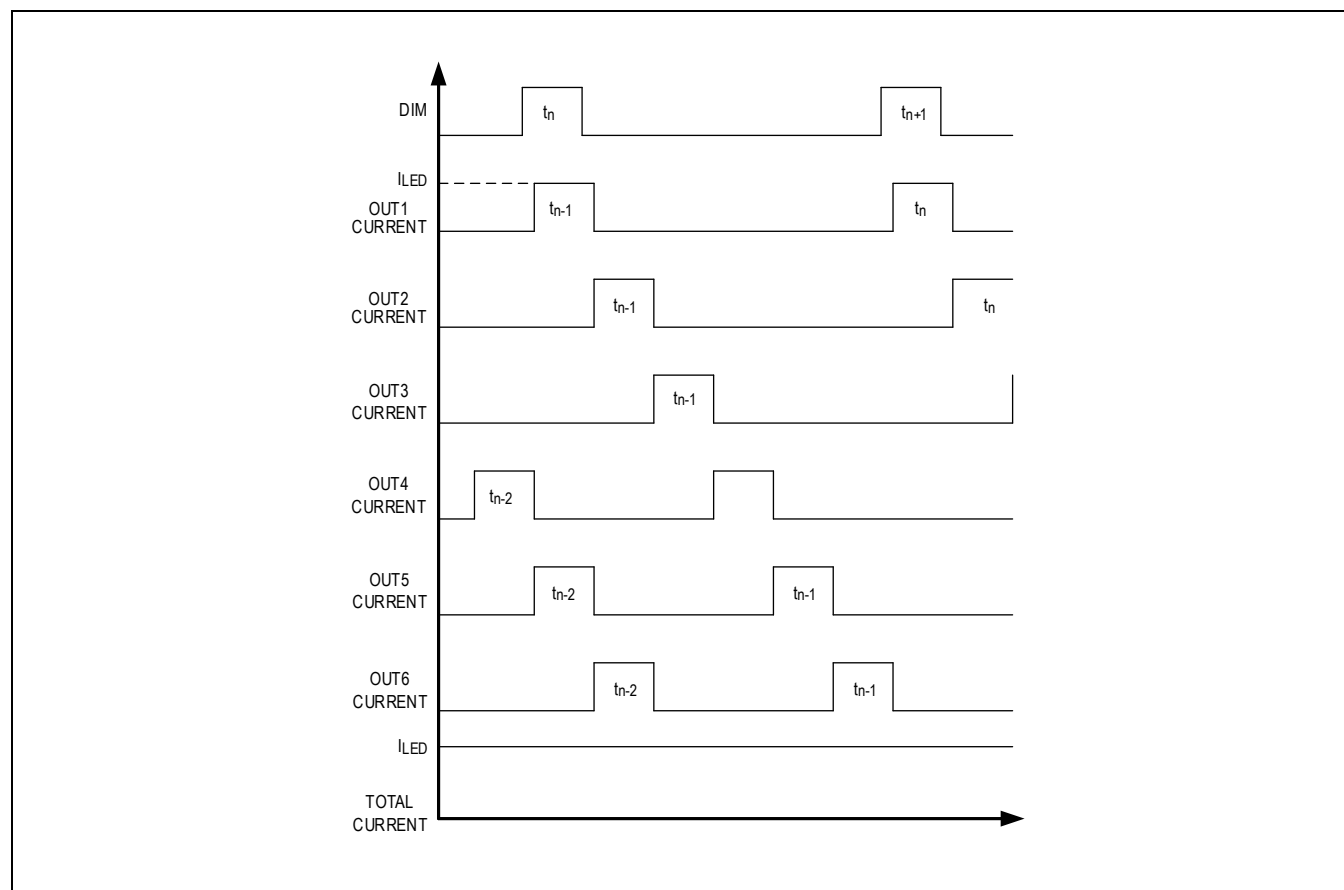 DIM
tn
tn+1
ILED
OUT1
CURRENT
tn-1
tn
OUT2
CURRENT
tn-1
tn
OUT3
CURRENT
tn-1
OUT4
CURRENT
tn-2
OUT5
CURRENT
tn-2
tn-1
OUT6
CURRENT
tn-2
tn-1
ILED
TOTAL
CURRENT